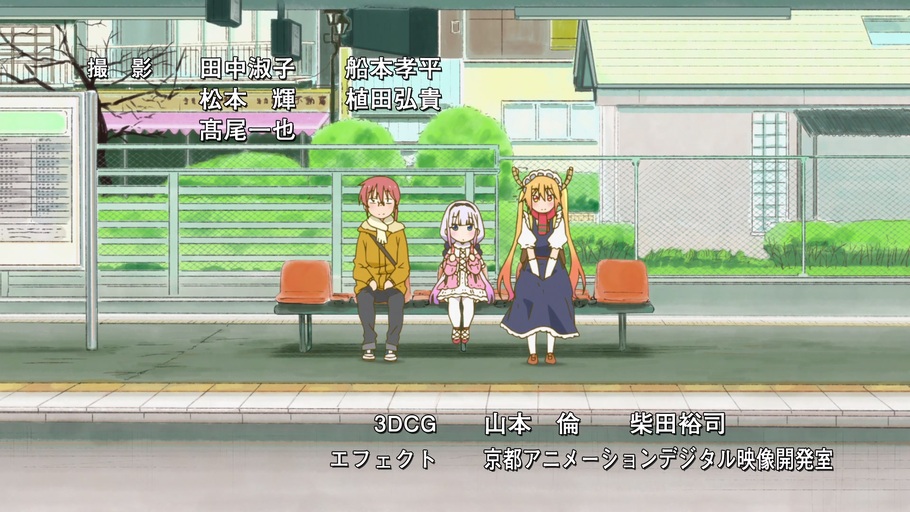 撮 影 田中淑子 船本孝平
松本 輝 植田弘貴
髙尾一也
3DCG 山本 倫 柴田裕司
エフェクト 京都アニメーションデジタル映像開発室